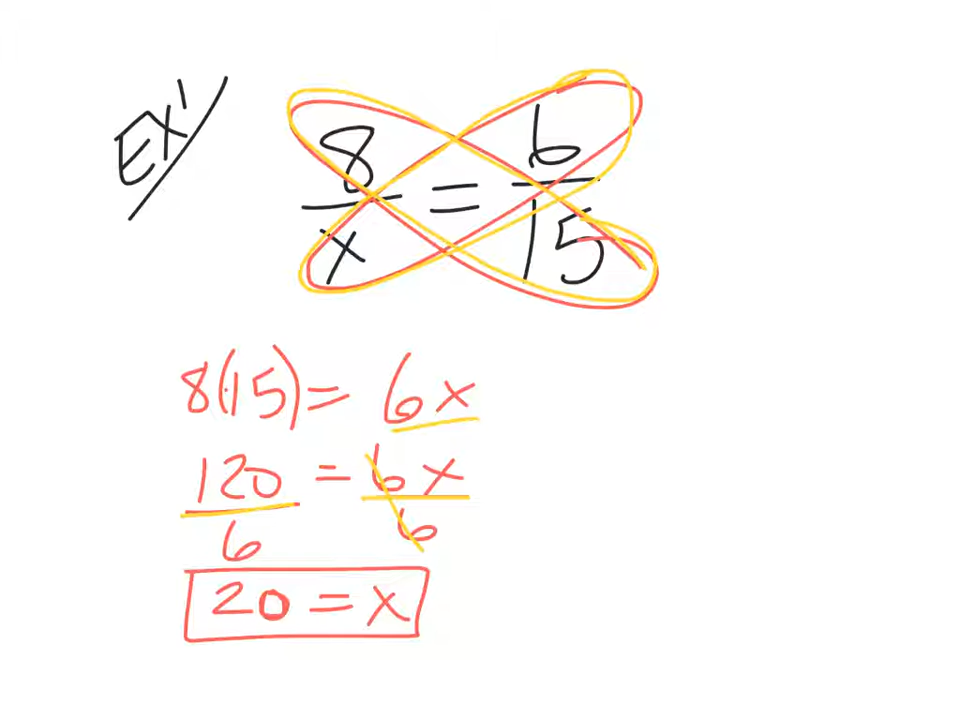 Ex'/
8/x = 6/15
8(15) = 6x
120/6 = 6x/6
20 = x